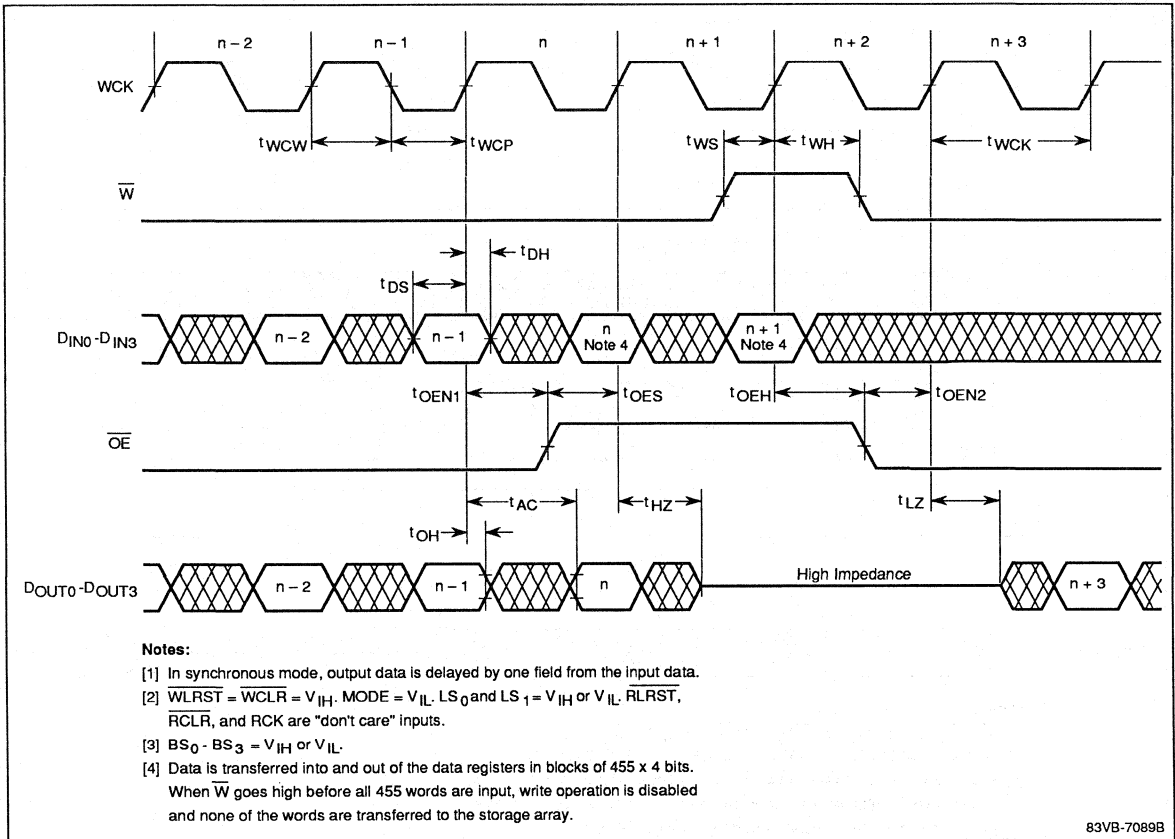 n – 2 n – 1 n n + 1 n + 2 n + 3
WCK
tWCW tWCP tWS tWH tWCK
W̅
tDH
tDS
DIN0 - DIN3 n – 2 n – 1 n n + 1
Note 4 Note 4
tOEN1 tOES tOEH tOEN2
O̅E̅
tAC tHZ tLZ
tOH
High Impedance
DOUT0 - DOUT3 n – 2 n – 1 n n + 3
Notes:
[1] In synchronous mode, output data is delayed by one field from the input data.
[2] W̅L̅R̅S̅T̅ = W̅C̅L̅R̅ = VIH. MODE = VIL. LS0 and LS1 = VIH or VIL. R̅L̅R̅S̅T̅,
R̅C̅L̅R̅, and RCK are "don't care" inputs.
[3] BS0 - BS3 = VIH or VIL.
[4] Data is transferred into and out of the data registers in blocks of 455 x 4 bits.
When W̅ goes high before all 455 words are input, write operation is disabled
and none of the words are transferred to the storage array.
83VB-7089B